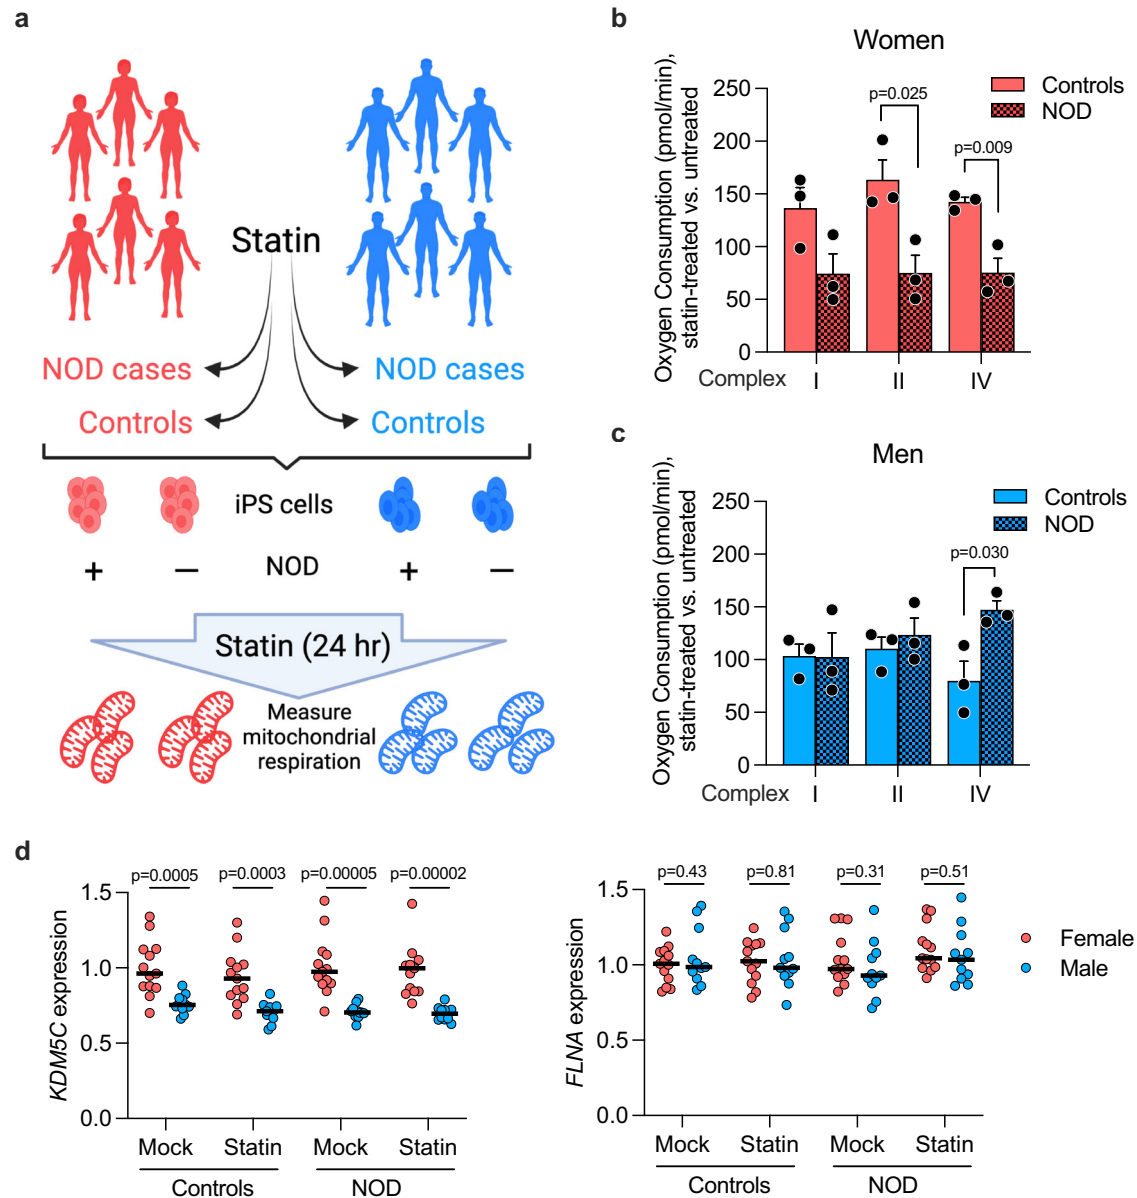 a
Statin
NOD cases
NOD cases
Controls
Controls
iPS cells
+
−
NOD
+
−
Statin (24 hr)
Measure
mitochondrial
respiration
b
Women
Oxygen Consumption (pmol/min),
statin-treated vs. untreated
250
200
150
100
50
0
Controls
NOD
p=0.025
p=0.009
Complex
I
II
IV
c
Men
Oxygen Consumption (pmol/min),
statin-treated vs. untreated
250
200
150
100
50
0
Controls
NOD
p=0.030
Complex
I
II
IV
d
KDM5C expression
1.5
1.0
0.5
0.0
p=0.0005
p=0.0003
p=0.00005
p=0.00002
Mock
Statin
Mock
Statin
Controls
NOD
FLNA expression
1.5
1.0
0.5
0.0
p=0.43
p=0.81
p=0.31
p=0.51
Mock
Statin
Mock
Statin
Controls
NOD
Female
Male